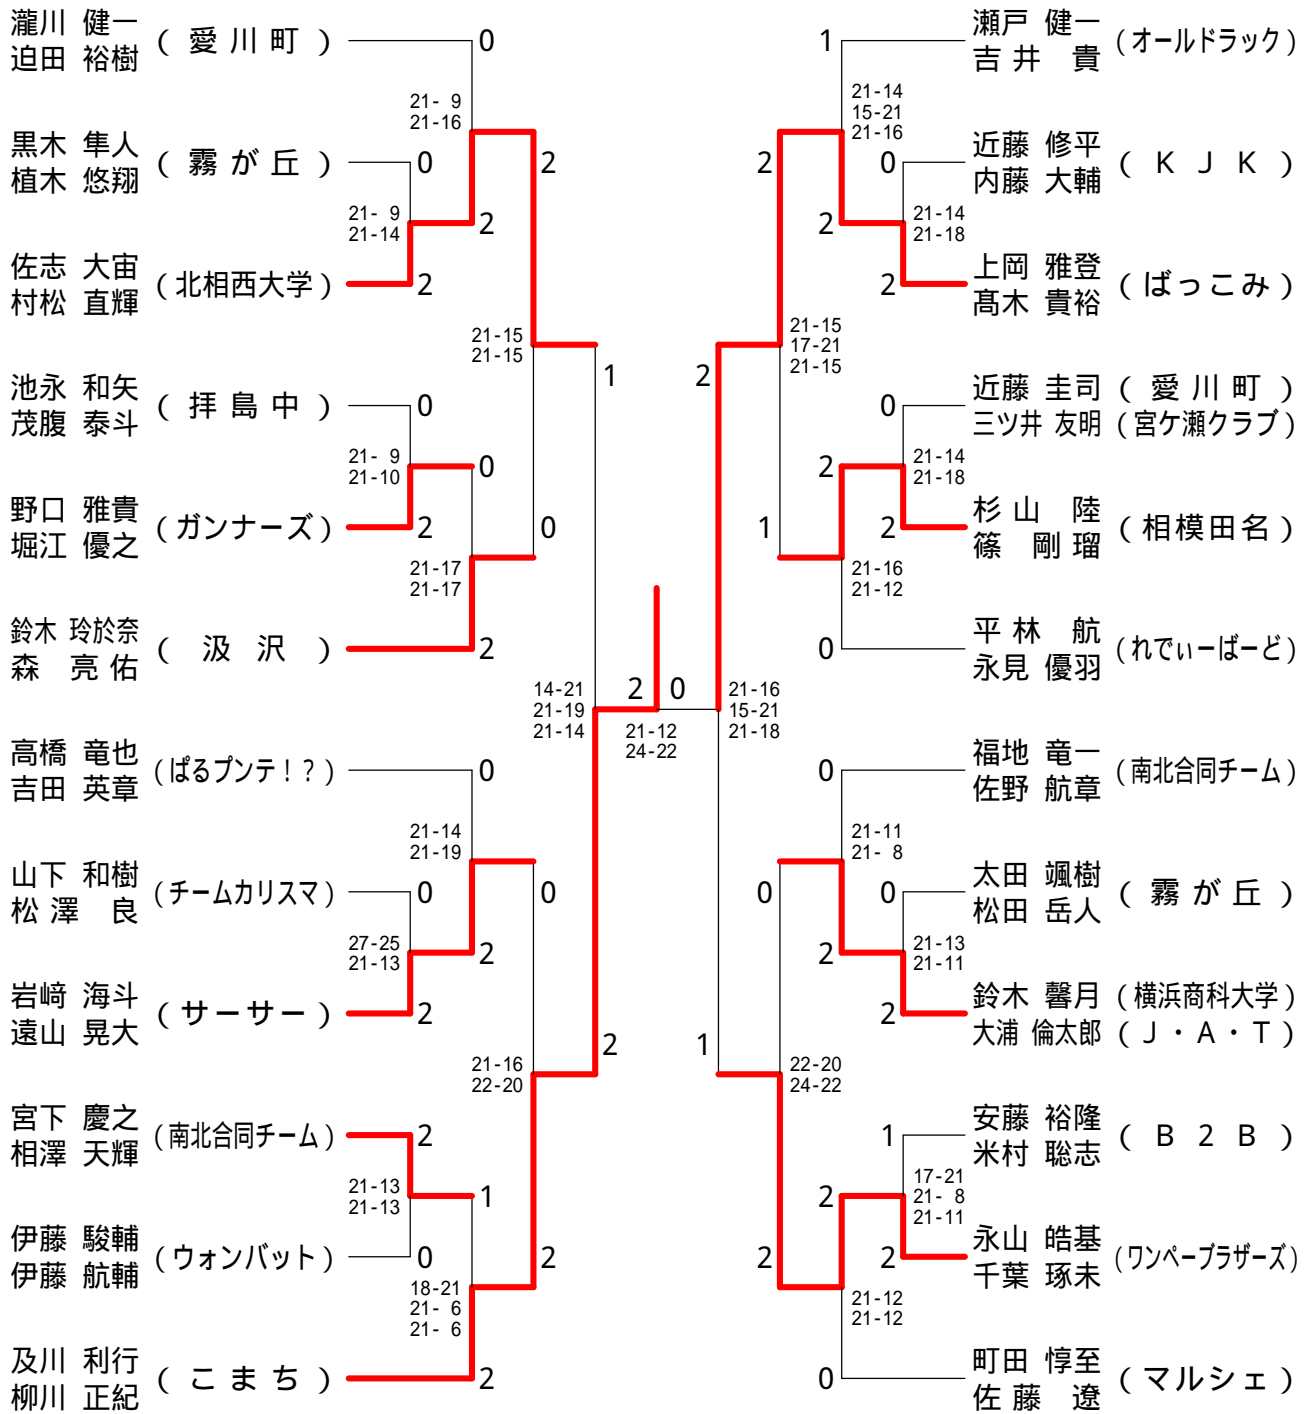 瀧川 健一
迫田 裕樹
(愛川町)
0
21- 9
21-16
黒木 隼人
植木 悠翔
(霧が丘)
0
2
21- 9
21-14
2
佐志 大宙
村松 直輝
(北相西大学)
2
21-15
21-15
1
池永 和矢
茂腹 泰斗
(拝島中)
0
21- 9
21-10
0
野口 雅貴
堀江 優之
(ガンナーズ)
2
0
21-17
21-17
鈴木 玲於奈
森 亮佑
(汲沢)
2
14-21
21-19
21-14
2
0
21-12
24-22
高橋 竜也
吉田 英章
(ぱるプンテ!?)
0
21-14
21-19
山下 和樹
松澤 良
(チームカリスマ)
0
0
27-25
21-13
2
岩﨑 海斗
遠山 晃大
(サーサー)
2
2
21-16
22-20
宮下 慶之
相澤 天輝
(南北合同チーム)
2
21-13
21-13
1
伊藤 駿輔
伊藤 航輔
(ウォンバット)
0
2
18-21
21- 6
21- 6
及川 利行
柳川 正紀
(こまち)
2
1
瀬戸 健一
吉井 貴
(オールドラック)
21-14
15-21
21-16
2
0
近藤 修平
内藤 大輔
(KJK)
2
21-14
21-18
2
上岡 雅登
髙木 貴裕
(ばっこみ)
21-15
17-21
21-15
2
0
近藤 圭司 (愛川町)
三ツ井 友明 (宮ケ瀬クラブ)
2
21-14
21-18
1
2
杉山 陸
篠 剛瑠
(相模田名)
21-16
21-12
0
平林 航
永見 優羽
(れでぃーばーど)
21-16
15-21
21-18
0
福地 竜一
佐野 航章
(南北合同チーム)
21-11
21- 8
0
0
太田 颯樹
松田 岳人
(霧が丘)
2
21-13
21-11
2
鈴木 馨月 (横浜商科大学)
大浦 倫太郎 (J・A・T)
1
22-20
24-22
1
安藤 裕隆
米村 聡志
(B2B)
2
17-21
21- 8
21-11
2
2
永山 皓基
千葉 琢未
(ワンペーブラザーズ)
21-12
21-12
0
町田 惇至
佐藤 遼
(マルシェ)